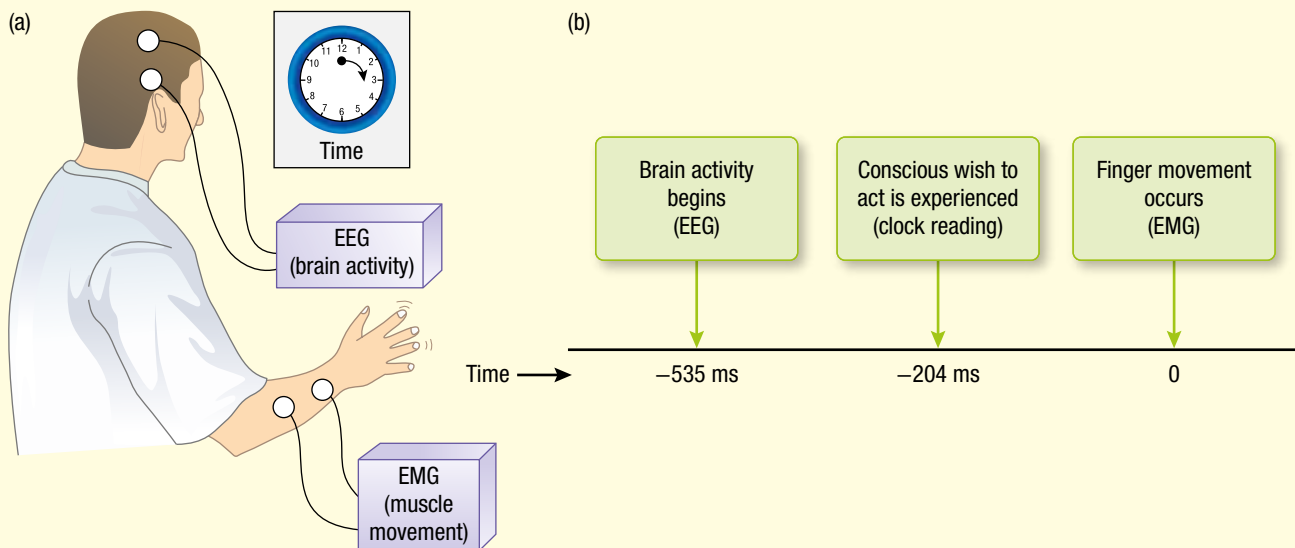 (a)
12
1
2
3
4
5
6
7
8
9
10
11
Time
EEG
(brain activity)
EMG
(muscle
movement)
(b)
Brain activity
begins
(EEG)
Conscious wish to
act is experienced
(clock reading)
Finger movement
occurs
(EMG)
Time
–535 ms
–204 ms
0